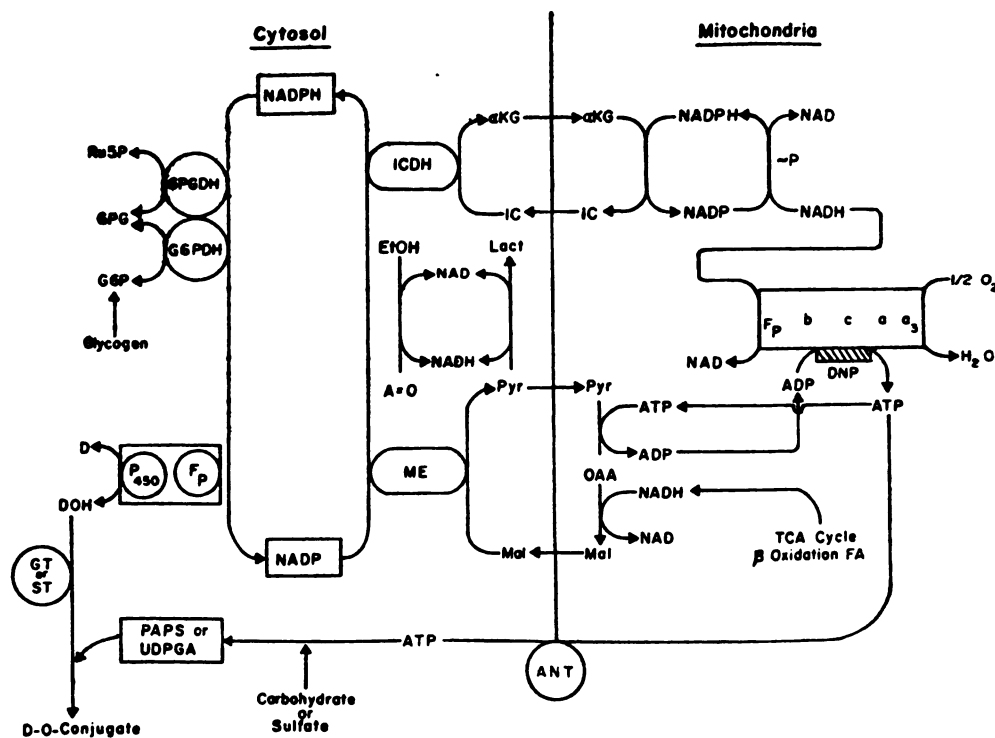 Cytosol
Mitochondria
NADPH
αKG
αKG
NADPH
NAD
Ru5P
6PGDH
ICDH
~P
6PG
IC
IC
NADP
NADH
G6PDH
EtOH
Lact
G6P
NAD
1/2 O2
Glycogen
FP
b
c
a
a3
NADH
NAD
H2O
DNP
A=O
Pyr
Pyr
ADP
ATP
ATP
D
P450
FP
ME
ADP
OAA
DOH
NADH
NAD
TCA Cycle
β Oxidation FA
NADP
Mal
Mal
GT
or
ST
PAPS or
UDPGA
ATP
ANT
Carbohydrate
or
Sulfate
D-O-Conjugate